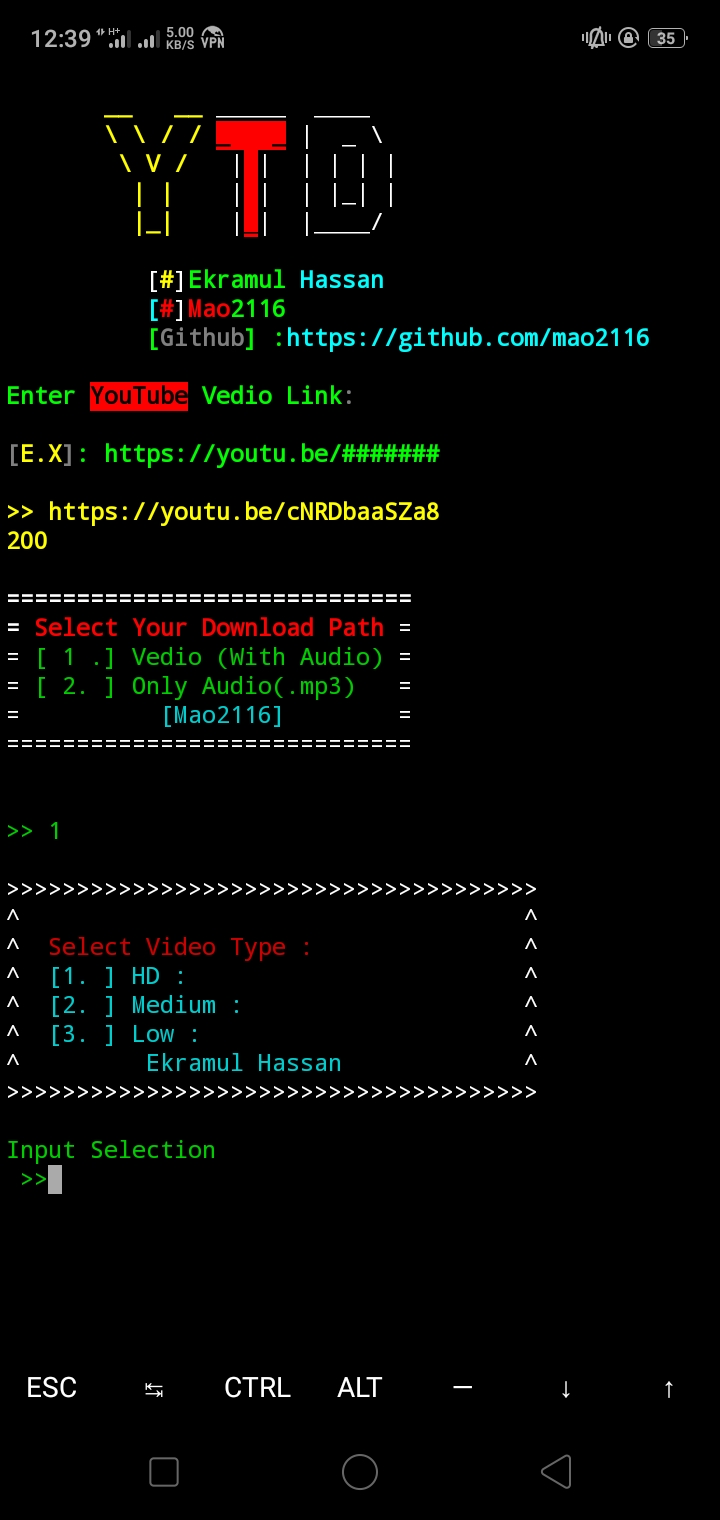 12:39 H+ 5.00 KB/S VPN 35
YTD
[#]Ekramul Hassan
[#]Mao2116
[Github] :https://github.com/mao2116
Enter YouTube Vedio Link:
[E.X]: https://youtu.be/#######
>> https://youtu.be/cNRDbaaSZa8
200
=============================
= Select Your Download Path =
= [ 1 .] Vedio (With Audio) =
= [ 2. ] Only Audio(.mp3)   =
=          [Mao2116]        =
=============================
>> 1
>>>>>>>>>>>>>>>>>>>>>>>>>>>>>>>>>>>>>>
^                                    ^
^  Select Video Type :               ^
^  [1. ] HD :                        ^
^  [2. ] Medium :                    ^
^  [3. ] Low :                       ^
^         Ekramul Hassan             ^
>>>>>>>>>>>>>>>>>>>>>>>>>>>>>>>>>>>>>>
Input Selection
>>
ESC ↹ CTRL ALT — ↓ ↑